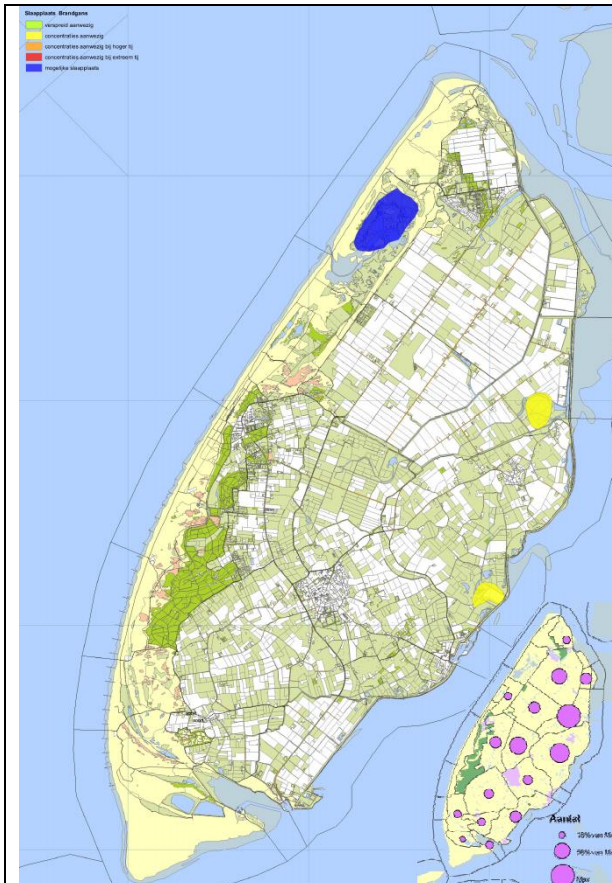 Slaapplaats Brandgans
verspreid aanwezig
concentraties aanwezig
concentraties aanwezig bij hoger tij
concentraties aanwezig bij extreem tij
mogelijke slaapplaats
Aantal
Max